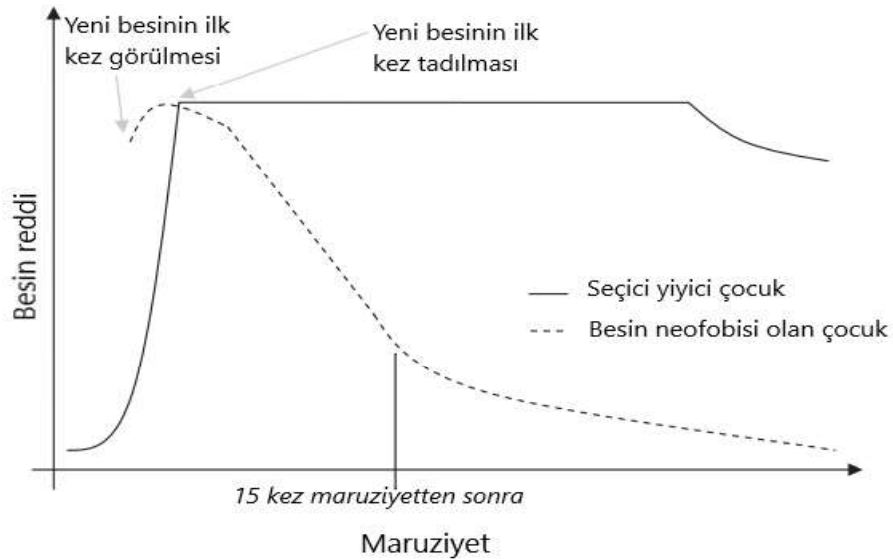 Yeni besinin ilk
kez görülmesi
Yeni besinin ilk
kez tadılması
Besin reddi
Seçici yiyici çocuk
Besin neofobisi olan çocuk
15 kez maruziyetten sonra
Maruziyet